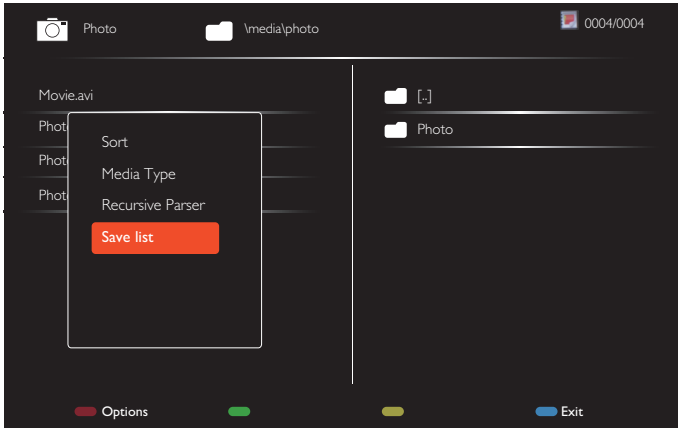 Photo
\media\photo
0004/0004
Movie.avi
Phot
Phot
Phot
Sort
Media Type
Recursive Parser
Save list
[..]
Photo
Options
Exit